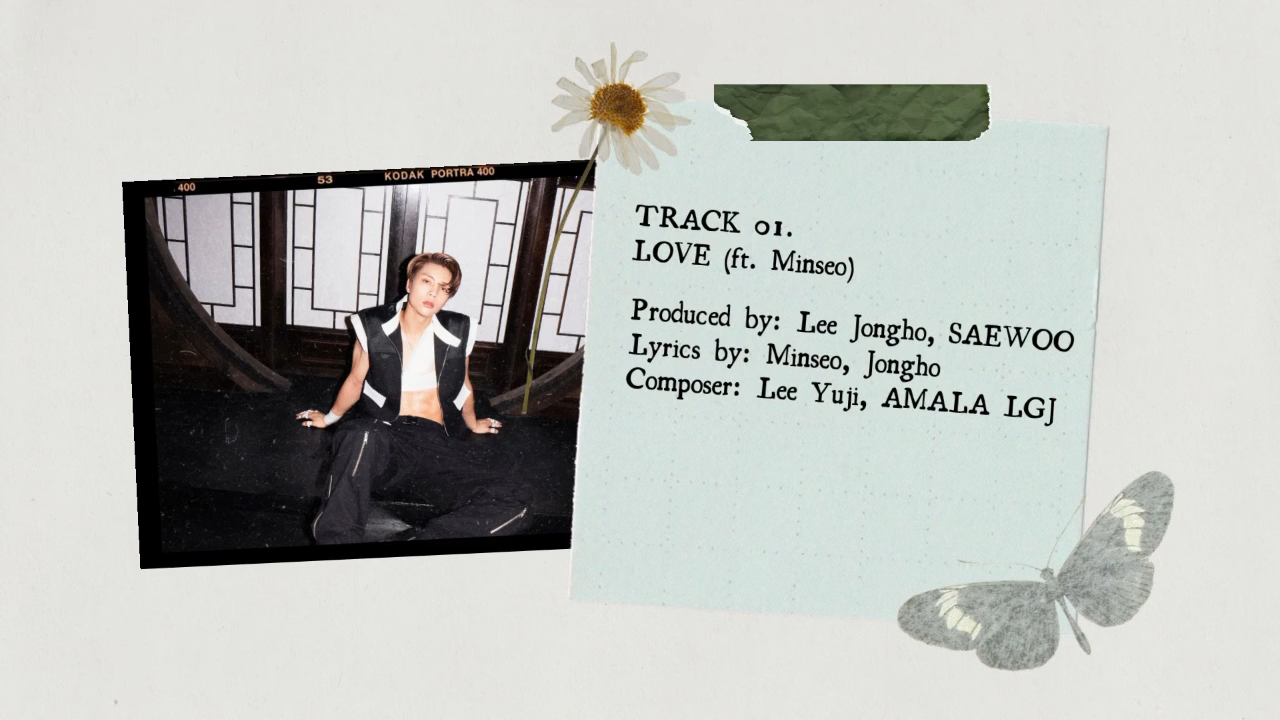 400 53 KODAK PORTRA 400
TRACK 01.
LOVE (ft. Minseo)
Produced by: Lee Jongho, SAEWOO
Lyrics by: Minseo, Jongho
Composer: Lee Yuji, AMALA LGJ